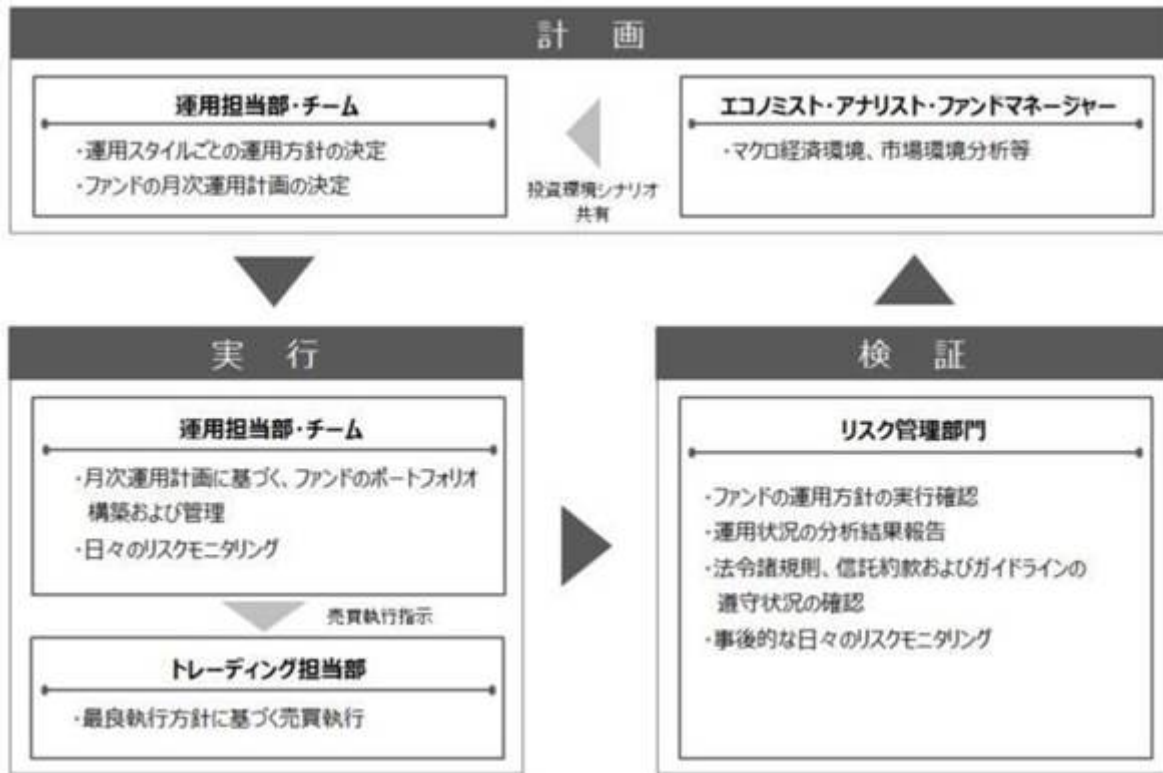 計 画
運用担当部・チーム
・運用スタイルごとの運用方針の決定
・ファンドの月次運用計画の決定
投資環境シナリオ
共有
エコノミスト・アナリスト・ファンドマネージャー
・マクロ経済環境、市場環境分析等
実 行
運用担当部・チーム
・月次運用計画に基づく、ファンドのポートフォリオ
構築および管理
・日々のリスクモニタリング
売買執行指示
トレーディング担当部
・最良執行方針に基づく売買執行
検 証
リスク管理部門
・ファンドの運用方針の実行確認
・運用状況の分析結果報告
・法令諸規則、信託約款およびガイドラインの
遵守状況の確認
・事後的な日々のリスクモニタリング